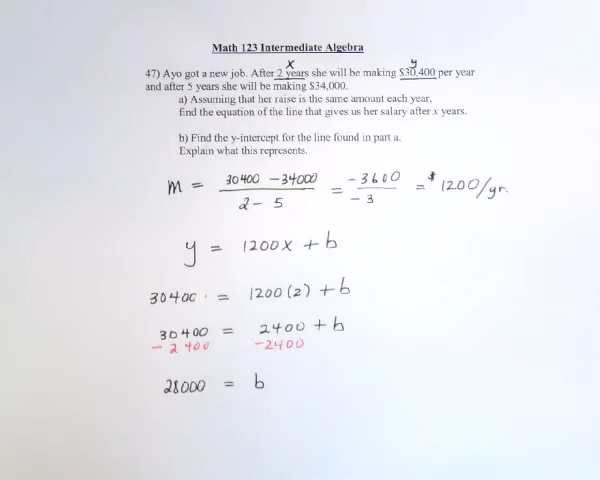 Math 123 Intermediate Algebra
x y
47) Ayo got a new job. After 2 years she will be making $30,400 per year
and after 5 years she will be making $34,000.
a) Assuming that her raise is the same amount each year,
find the equation of the line that gives us her salary after x years.
b) Find the y-intercept for the line found in part a.
Explain what this represents.
m = 30400 - 34000 / 2 - 5 = -3600 / -3 = $1200/yr.
y = 1200x + b
30400 = 1200(2) + b
30400 = 2400 + b
-2400 -2400
28000 = b